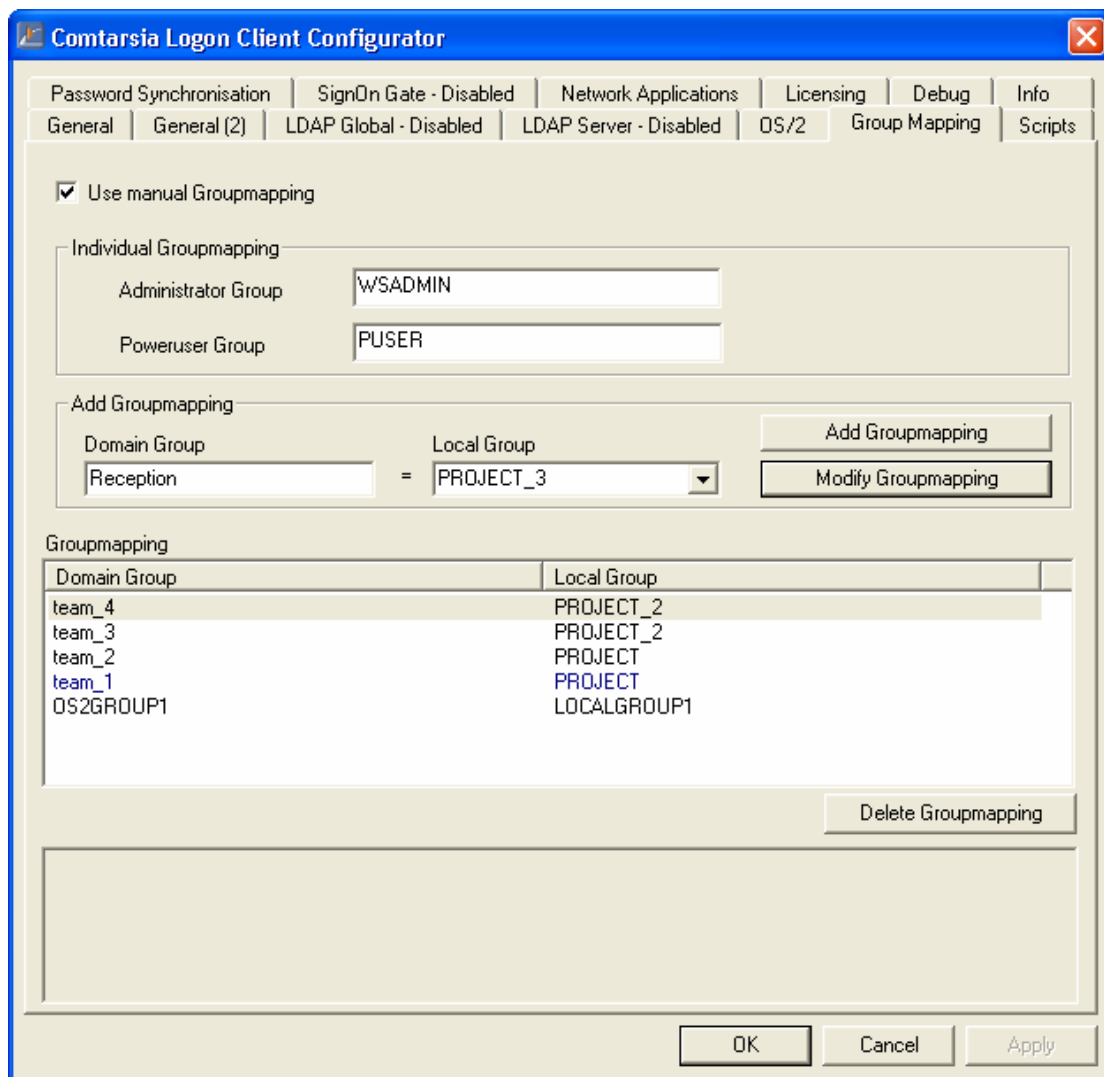 Comtarsia Logon Client Configurator
Password Synchronisation SignOn Gate - Disabled Network Applications Licensing Debug Info
General General (2) LDAP Global - Disabled LDAP Server - Disabled OS/2 Group Mapping Scripts
Use manual Groupmapping
Individual Groupmapping
Administrator Group WSADMIN
Poweruser Group PUSER
Add Groupmapping
Domain Group Local Group Add Groupmapping
Reception = PROJECT_3 Modify Groupmapping
Groupmapping
Domain Group Local Group
team_4 PROJECT_2
team_3 PROJECT_2
team_2 PROJECT
team_1 PROJECT
OS2GROUP1 LOCALGROUP1
Delete Groupmapping
OK Cancel Apply